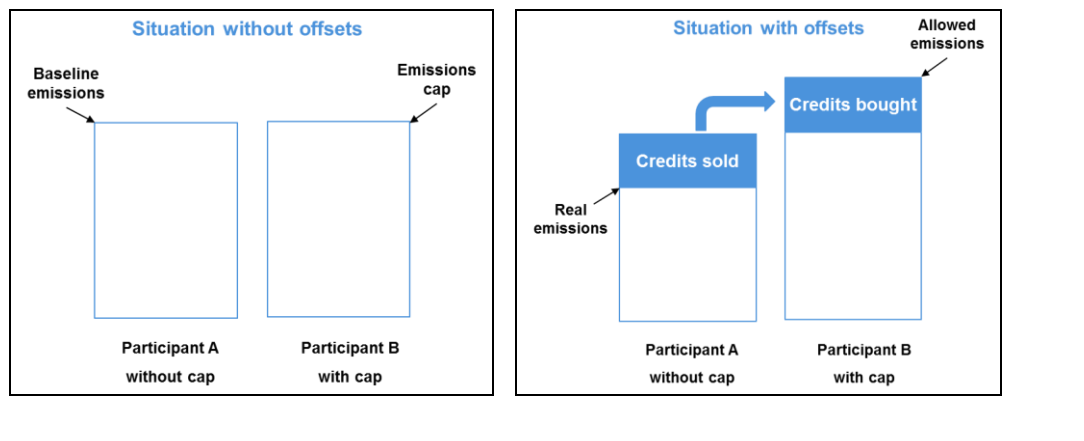 Situation without offsets
Baseline
emissions
Emissions
cap
Participant A
without cap
Participant B
with cap
Situation with offsets
Allowed
emissions
Credits bought
Credits sold
Real
emissions
Participant A
without cap
Participant B
with cap